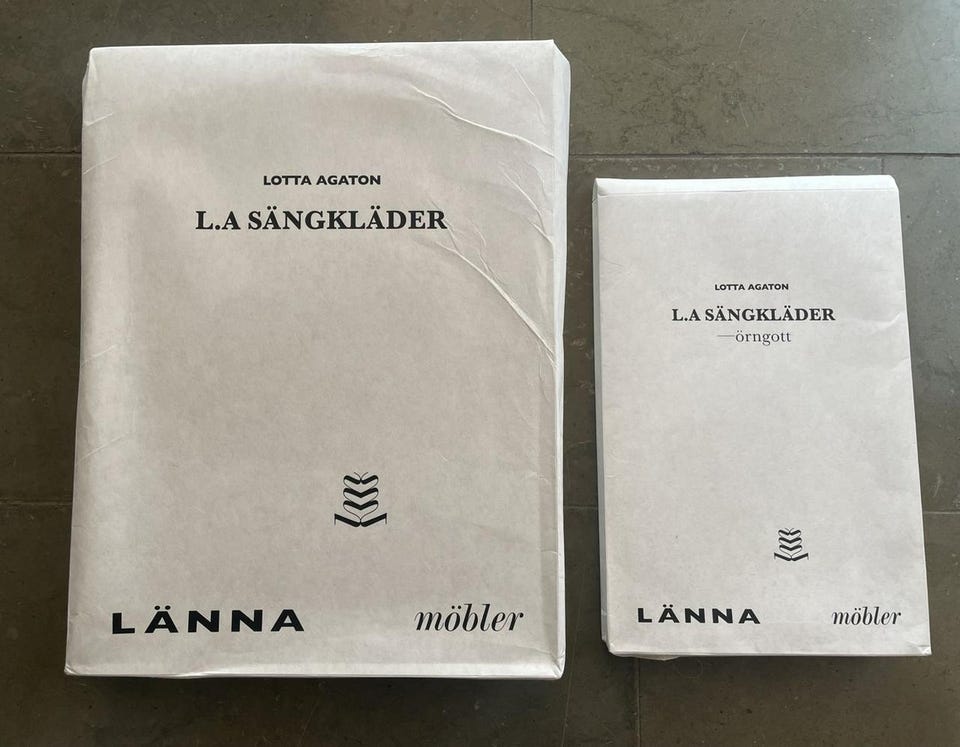 LOTTA AGATON
L.A SÄNGKLÄDER
LÄNNA möbler
LOTTA AGATON
L.A SÄNGKLÄDER
—örngott
LÄNNA möbler